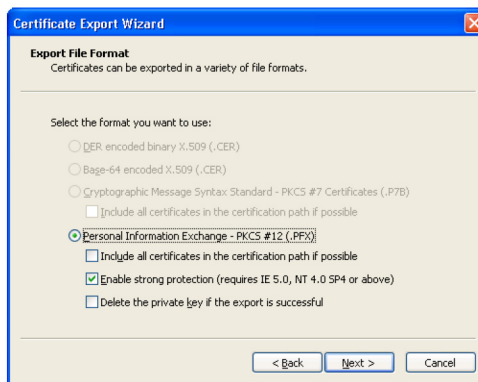 Certificate Export Wizard
Export File Format
Certificates can be exported in a variety of file formats.
Select the format you want to use:
DER encoded binary X.509 (.CER)
Base-64 encoded X.509 (.CER)
Cryptographic Message Syntax Standard - PKCS #7 Certificates (.P7B)
Include all certificates in the certification path if possible
Personal Information Exchange - PKCS #12 (.PFX)
Include all certificates in the certification path if possible
Enable strong protection (requires IE 5.0, NT 4.0 SP4 or above)
Delete the private key if the export is successful
< Back Next > Cancel